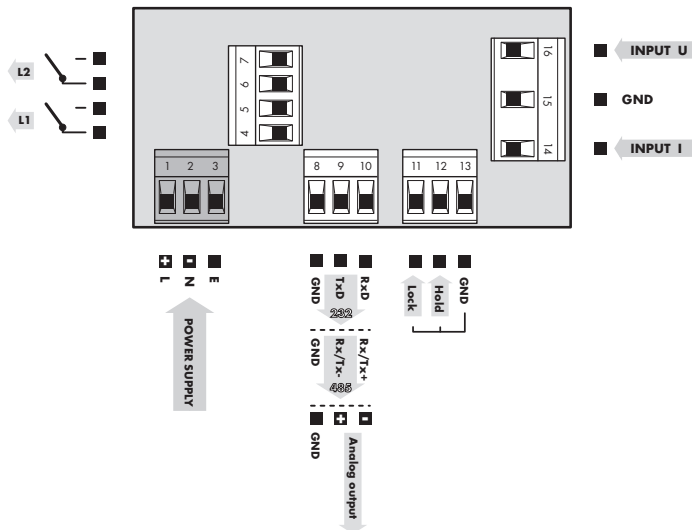 L2
L1
7
6
5
4
16
15
14
INPUT U
GND
INPUT I
1 2 3
8 9 10
11 12 13
L
N
E
POWER SUPPLY
GND
TxD
RxD
232
GND
Rx/Tx-
Rx/Tx+
485
GND
Analog output
Lock
Hold
GND